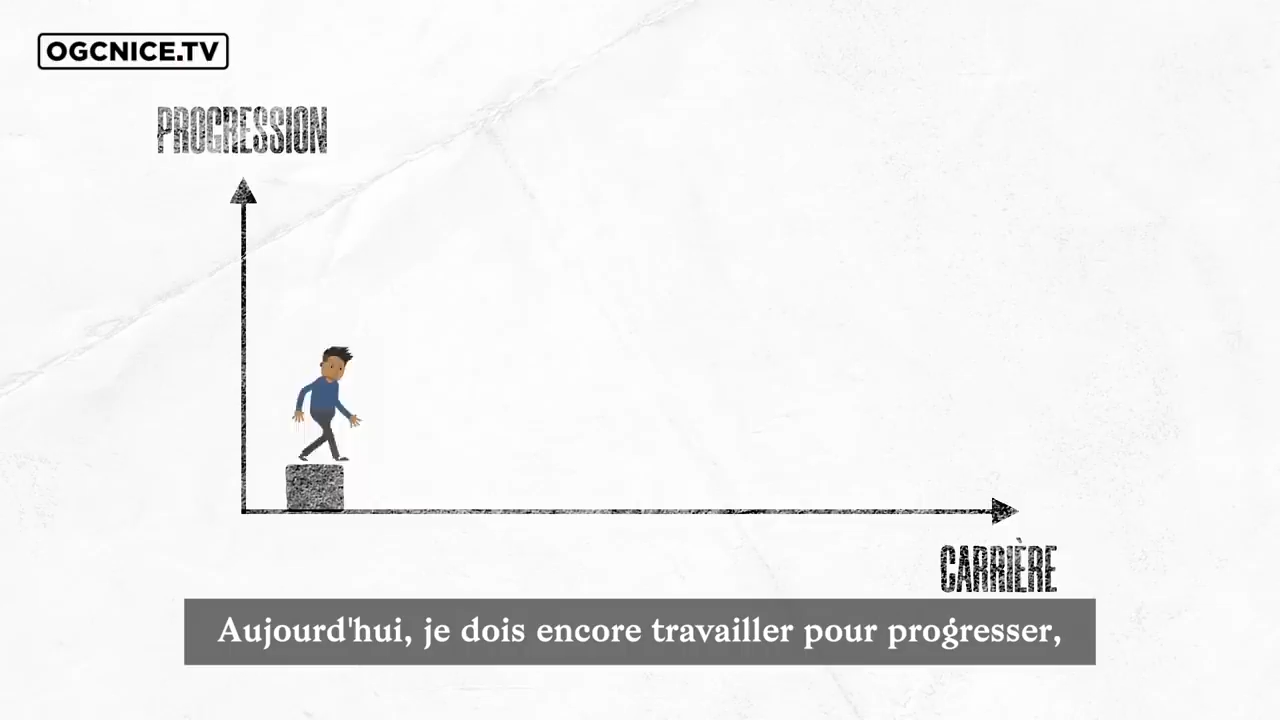 OGCNICE.TV
PROGRESSION
CARRIÈRE
Aujourd'hui, je dois encore travailler pour progresser,